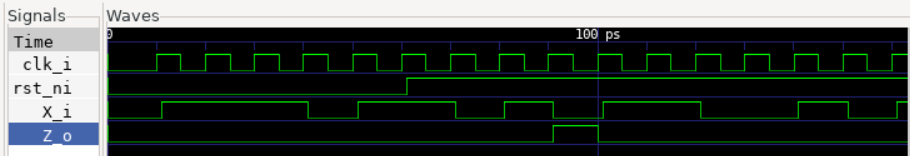 Signals
Waves
Time
0
100 ps
clk_i
rst_ni
X_i
Z_o